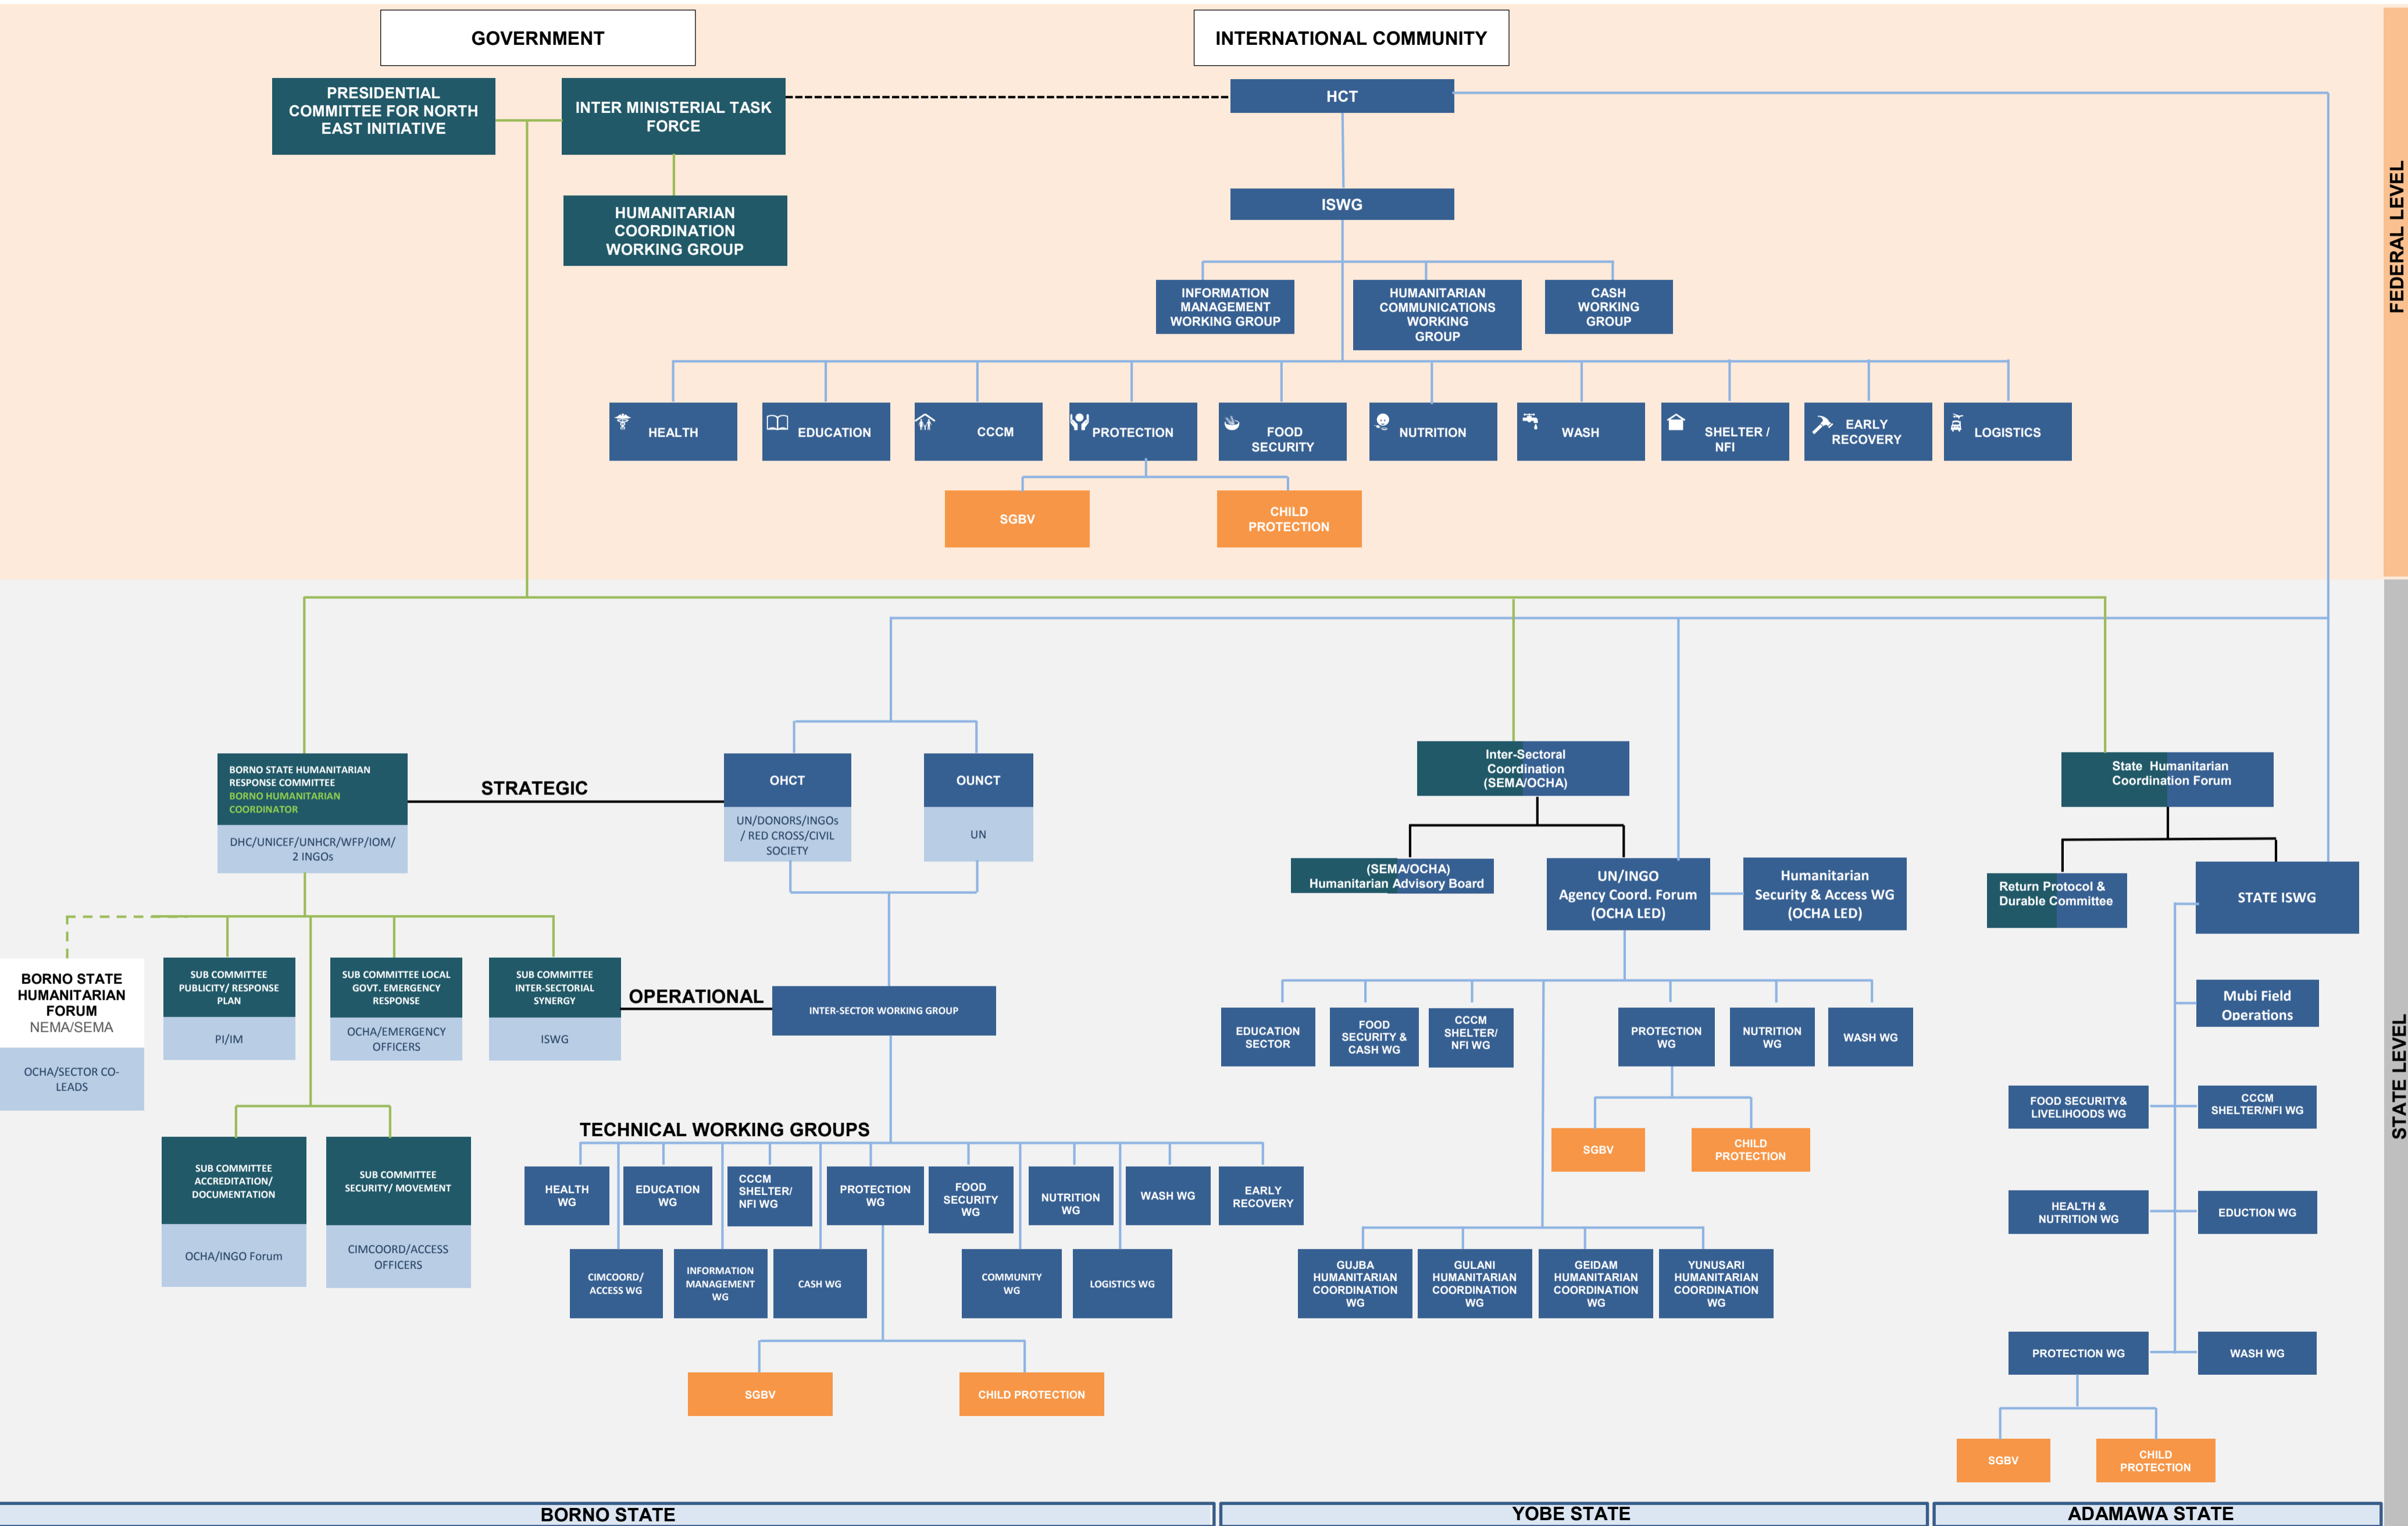 GOVERNMENT
INTERNATIONAL COMMUNITY
PRESIDENTIAL
COMMITTEE FOR NORTH
EAST INITIATIVE
INTER MINISTERIAL TASK
FORCE
HCT
HUMANITARIAN
COORDINATION
WORKING GROUP
ISWG
INFORMATION
MANAGEMENT
WORKING GROUP
HUMANITARIAN
COMMUNICATIONS
WORKING
GROUP
CASH
WORKING
GROUP
HEALTH
EDUCATION
CCCM
PROTECTION
FOOD
SECURITY
NUTRITION
WASH
SHELTER /
NFI
EARLY
RECOVERY
LOGISTICS
SGBV
CHILD
PROTECTION
FEDERAL LEVEL
BORNO STATE HUMANITARIAN
RESPONSE COMMITTEE
BORNO HUMANITARIAN
COORDINATOR
DHC/UNICEF/UNHCR/WFP/IOM/
2 INGOs
STRATEGIC
OHCT
UN/DONORS/INGOs
/ RED CROSS/CIVIL
SOCIETY
OUNCT
UN
BORNO STATE
HUMANITARIAN
FORUM
NEMA/SEMA
OCHA/SECTOR CO-
LEADS
SUB COMMITTEE
PUBLICITY/ RESPONSE
PLAN
PI/IM
SUB COMMITTEE LOCAL
GOVT. EMERGENCY
RESPONSE
OCHA/EMERGENCY
OFFICERS
SUB COMMITTEE
INTER-SECTORIAL
SYNERGY
ISWG
OPERATIONAL
INTER-SECTOR WORKING GROUP
SUB COMMITTEE
ACCREDITATION/
DOCUMENTATION
OCHA/INGO Forum
SUB COMMITTEE
SECURITY/ MOVEMENT
CIMCOORD/ACCESS
OFFICERS
TECHNICAL WORKING GROUPS
HEALTH
WG
EDUCATION
WG
CCCM
SHELTER/
NFI WG
PROTECTION
WG
FOOD
SECURITY
WG
NUTRITION
WG
WASH WG
EARLY
RECOVERY
CIMCOORD/
ACCESS WG
INFORMATION
MANAGEMENT
WG
CASH WG
COMMUNITY
WG
LOGISTICS WG
SGBV
CHILD PROTECTION
Inter-Sectoral
Coordination
(SEMA/OCHA)
(SEMA/OCHA)
Humanitarian Advisory Board
UN/INGO
Agency Coord. Forum
(OCHA LED)
Humanitarian
Security & Access WG
(OCHA LED)
EDUCATION
SECTOR
FOOD
SECURITY &
CASH WG
CCCM
SHELTER/
NFI WG
PROTECTION
WG
NUTRITION
WG
WASH WG
SGBV
CHILD
PROTECTION
GUJBA
HUMANITARIAN
COORDINATION
WG
GULANI
HUMANITARIAN
COORDINATION
WG
GEIDAM
HUMANITARIAN
COORDINATION
WG
YUNUSARI
HUMANITARIAN
COORDINATION
WG
State Humanitarian
Coordination Forum
Return Protocol &
Durable Committee
STATE ISWG
Mubi Field
Operations
FOOD SECURITY&
LIVELIHOODS WG
CCCM
SHELTER/NFI WG
HEALTH &
NUTRITION WG
EDUCTION WG
PROTECTION WG
WASH WG
SGBV
CHILD
PROTECTION
STATE LEVEL
BORNO STATE
YOBE STATE
ADAMAWA STATE